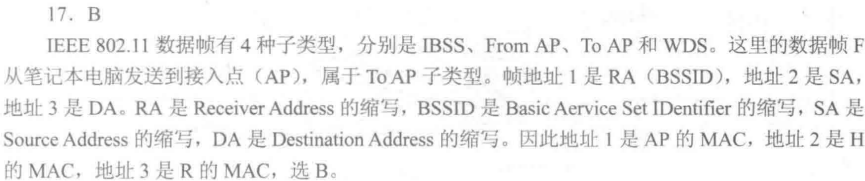 17．B
IEEE 802.11 数据帧有 4 种子类型，分别是 IBSS、From AP、To AP 和 WDS。这里的数据帧 F
从笔记本电脑发送到接入点（AP），属于 To AP 子类型。帧地址 1 是 RA（BSSID），地址 2 是 SA，
地址 3 是 DA。RA 是 Receiver Address 的缩写，BSSID 是 Basic Aervice Set IDentifier 的缩写，SA 是
Source Address 的缩写，DA 是 Destination Address 的缩写。因此地址 1 是 AP 的 MAC，地址 2 是 H
的 MAC，地址 3 是 R 的 MAC，选 B。